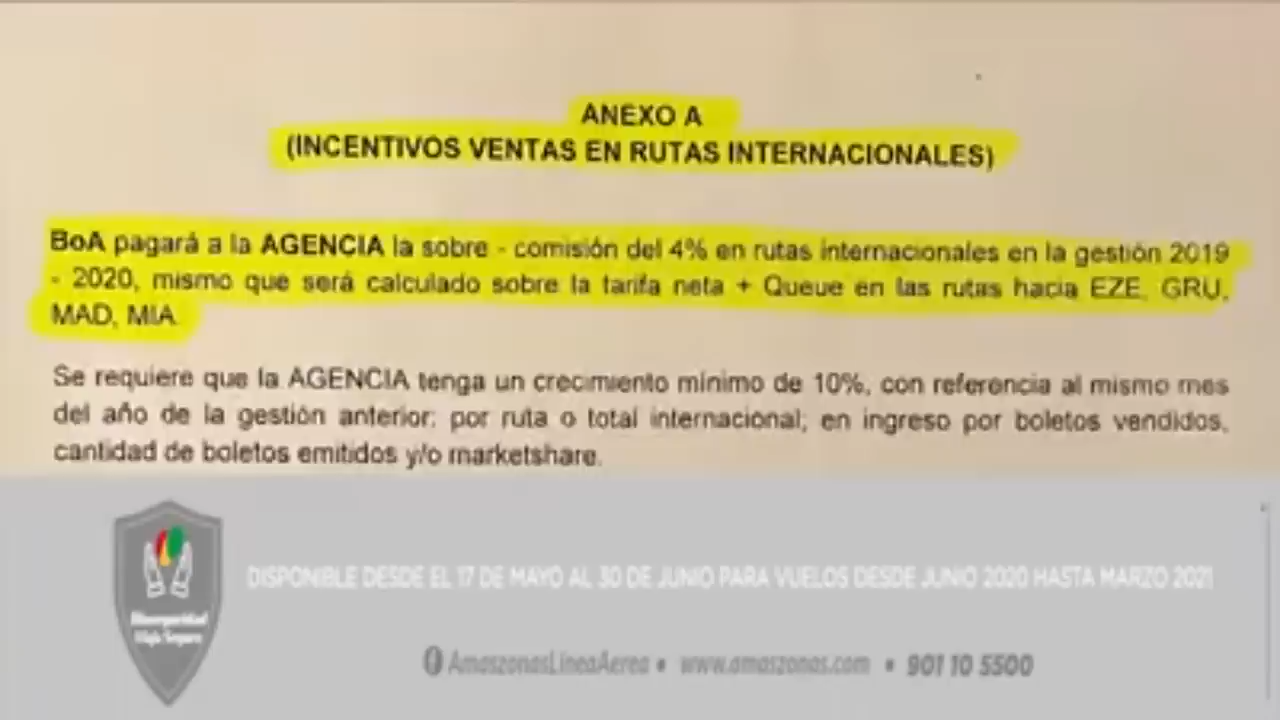 ANEXO A
(INCENTIVOS VENTAS EN RUTAS INTERNACIONALES)
BoA pagará a la AGENCIA la sobre - comisión del 4% en rutas internacionales en la gestión 2019
- 2020, mismo que será calculado sobre la tarifa neta + Queue en las rutas hacia EZE, GRU,
MAD, MIA.
Se requiere que la AGENCIA tenga un crecimiento mínimo de 10%, con referencia al mismo mes
del año de la gestión anterior; por ruta o total internacional; en ingreso por boletos vendidos,
cantidad de boletos emitidos y/o marketshare.
DISPONIBLE DESDE EL 17 DE MAYO AL 30 DE JUNIO PARA VUELOS DESDE JUNIO 2020 HASTA MARZO 2021
Bioseguridad
Viaje Seguro
AmaszonasLineaAerea • www.amaszonas.com • 901 10 5500